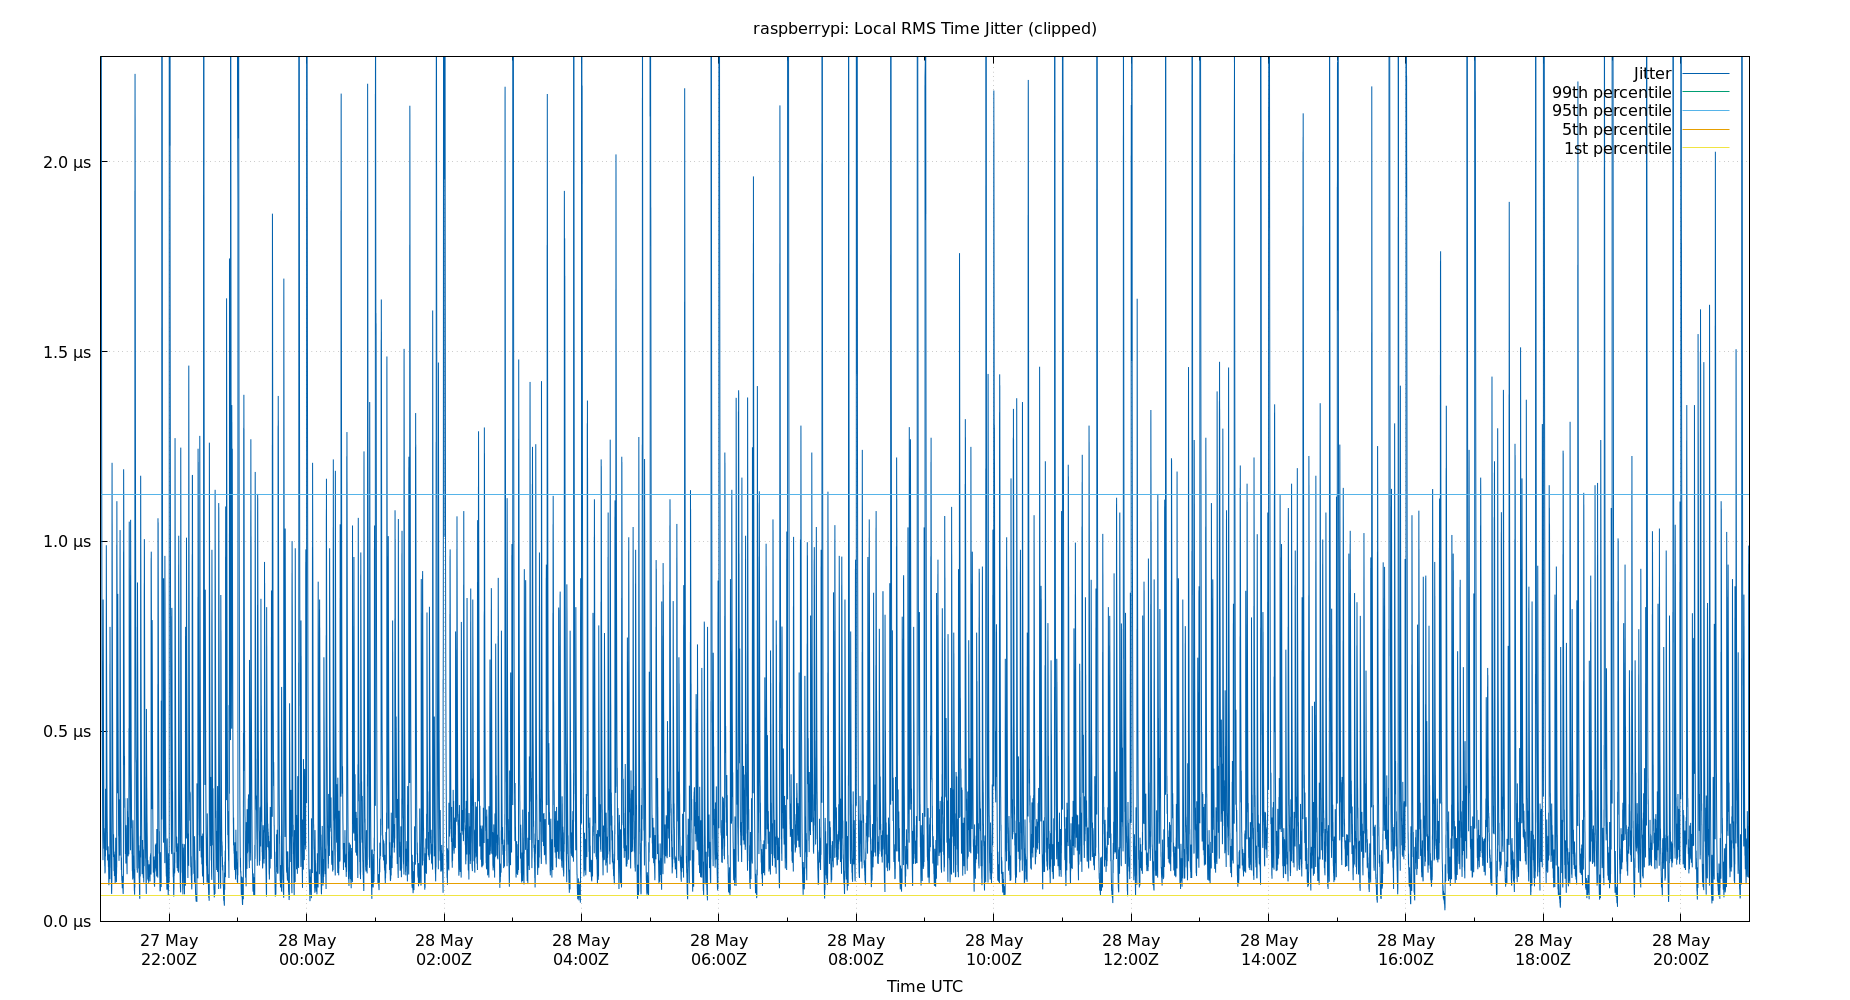 raspberrypi: Local RMS Time Jitter (clipped)
Jitter
99th percentile
95th percentile
5th percentile
1st percentile
2.0 μs
1.5 μs
1.0 μs
0.5 μs
0.0 μs
27 May 28 May 28 May 28 May 28 May 28 May 28 May 28 May 28 May 28 May 28 May 28 May
22:00Z 00:00Z 02:00Z 04:00Z 06:00Z 08:00Z 10:00Z 12:00Z 14:00Z 16:00Z 18:00Z 20:00Z
Time UTC